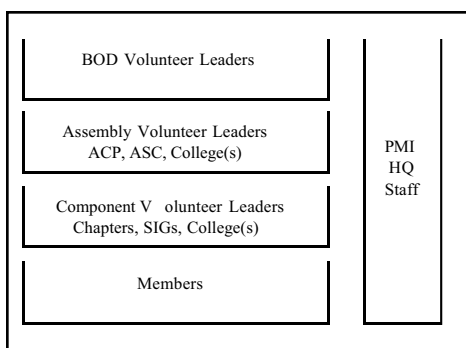 BOD Volunteer Leaders
Assembly Volunteer Leaders
ACP, ASC, College(s)
Component V olunteer Leaders
Chapters, SIGs, College(s)
Members
PMI
HQ
Staff